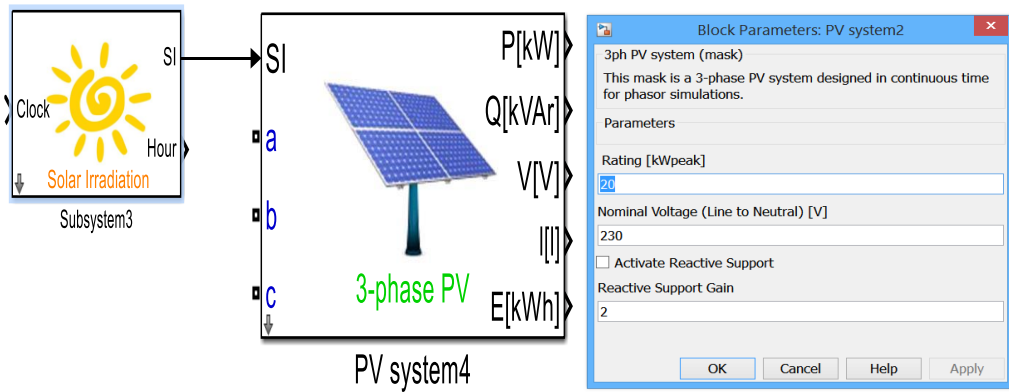 SI
Clock
Hour
Solar Irradiation
Subsystem3
SI
a
b
c
P[kW]
Q[kVAr]
V[V]
I[I]
E[kWh]
3-phase PV
PV system4
Block Parameters: PV system2
3ph PV system (mask)
This mask is a 3-phase PV system designed in continuous time
for phasor simulations.
Parameters
Rating [kWpeak]
20
Nominal Voltage (Line to Neutral) [V]
230
Activate Reactive Support
Reactive Support Gain
2
OK
Cancel
Help
Apply